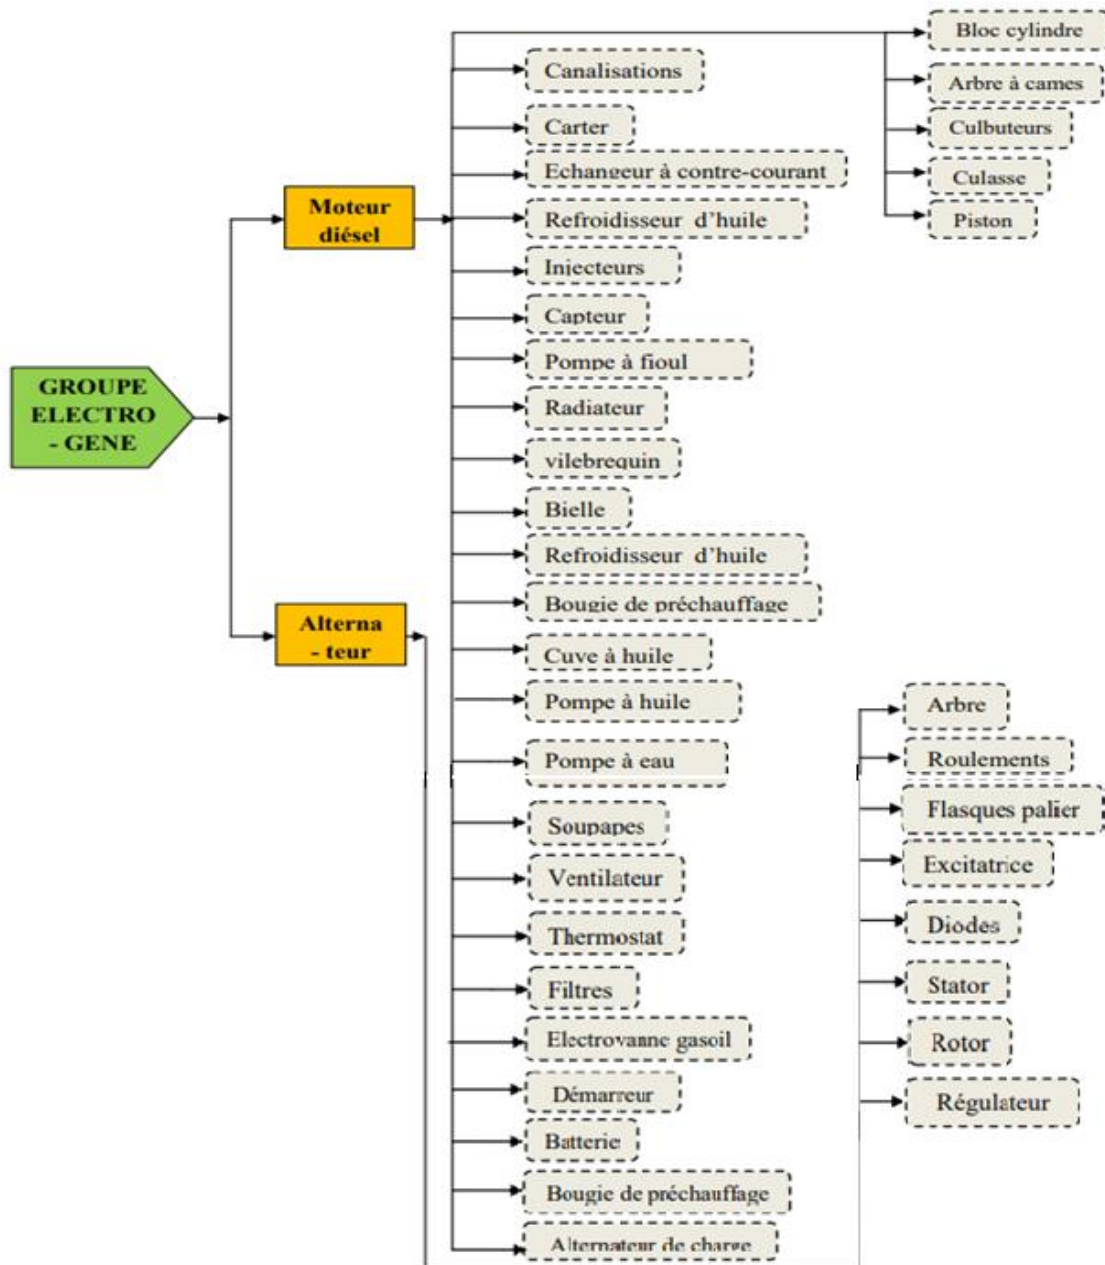 GROUPE
ELECTRO
- GENE
Moteur
diésel
Canalisations
Carter
Echangeur à contre-courant
Refroidisseur d'huile
Injecteurs
Capteur
Pompe à fioul
Radiateur
vilebrequin
Bielle
Refroidisseur d'huile
Bougie de préchauffage
Cuve à huile
Pompe à huile
Pompe à eau
Soupapes
Ventilateur
Thermostat
Filtres
Electrovanne gasoil
Démarreur
Batterie
Bougie de préchauffage
Alternateur de charge
Bloc cylindre
Arbre à cames
Culbuteurs
Culasse
Piston
Alterna
- teur
Arbre
Roulements
Flasques palier
Excitatrice
Diodes
Stator
Rotor
Régulateur